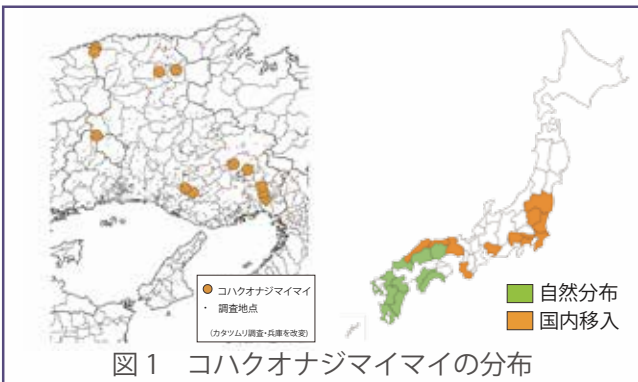 コハクオナジマイマイ
調査地点
(カタツムリ調査・兵庫を改変)
自然分布
国内移入
図1 コハクオナジマイマイの分布